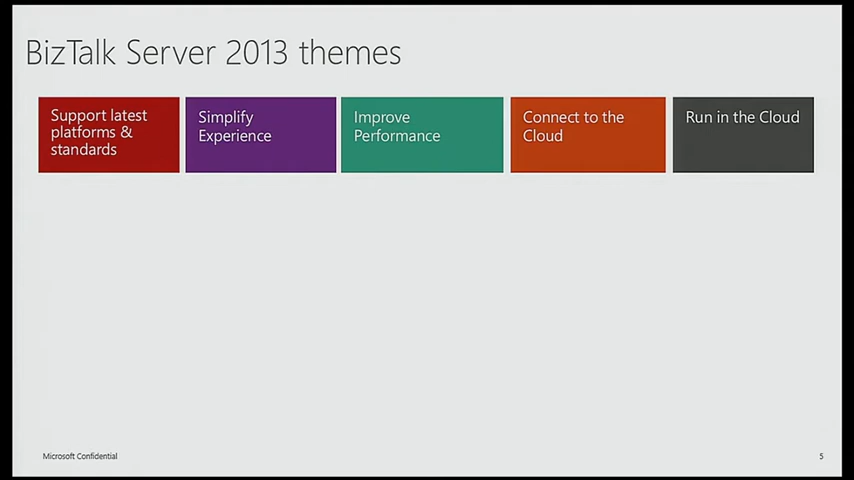 BizTalk Server 2013 themes
Support latest
platforms &
standards
Simplify
Experience
Improve
Performance
Connect to the
Cloud
Run in the Cloud
Microsoft Confidential
5